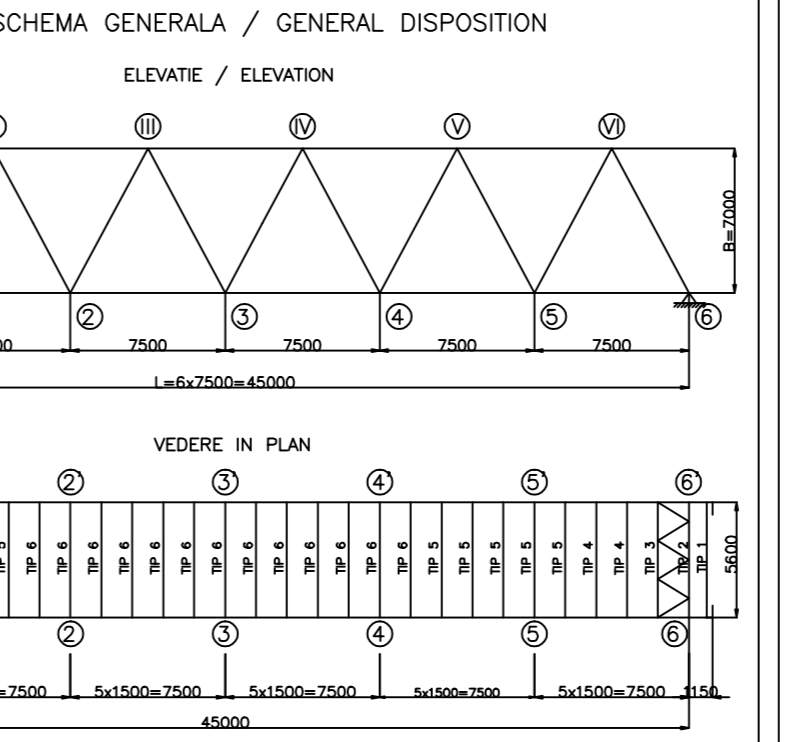 SCHEMA GENERALA / GENERAL DISPOSITION
ELEVATIE / ELEVATION
III IV V VI
B=7000
2 3 4 5 6
7500 7500 7500 7500
L=6x7500=45000
VEDERE IN PLAN
2' 3' 4' 5' 6'
TIP 6
TIP 6
TIP 6
TIP 6
TIP 6
TIP 6
TIP 6
TIP 6
TIP 6
TIP 6
TIP 6
TIP 6
TIP 6
TIP 5
TIP 5
TIP 5
TIP 5
TIP 5
TIP 4
TIP 4
TIP 3
TIP 2
TIP 1
5600
2 3 4 5 6
=7500 5x1500=7500 5x1500=7500 5x1500=7500 5x1500=7500 1150
45000